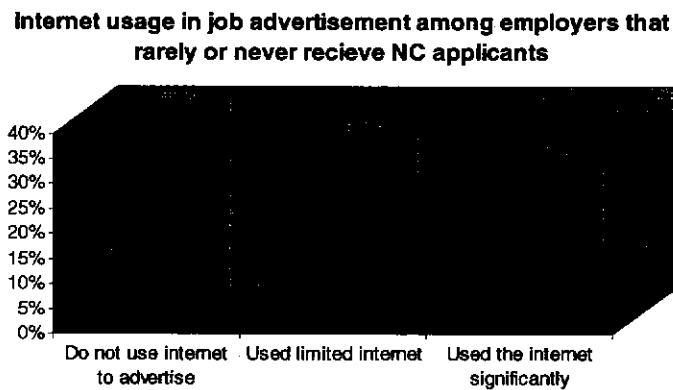 Internet usage in job advertisement among employers that
rarely or never recieve NC applicants
40%
35%
30%
25%
20%
15%
10%
5%
0%
Do not use internet
to advertise
Used limited internet
Used the internet
significantly